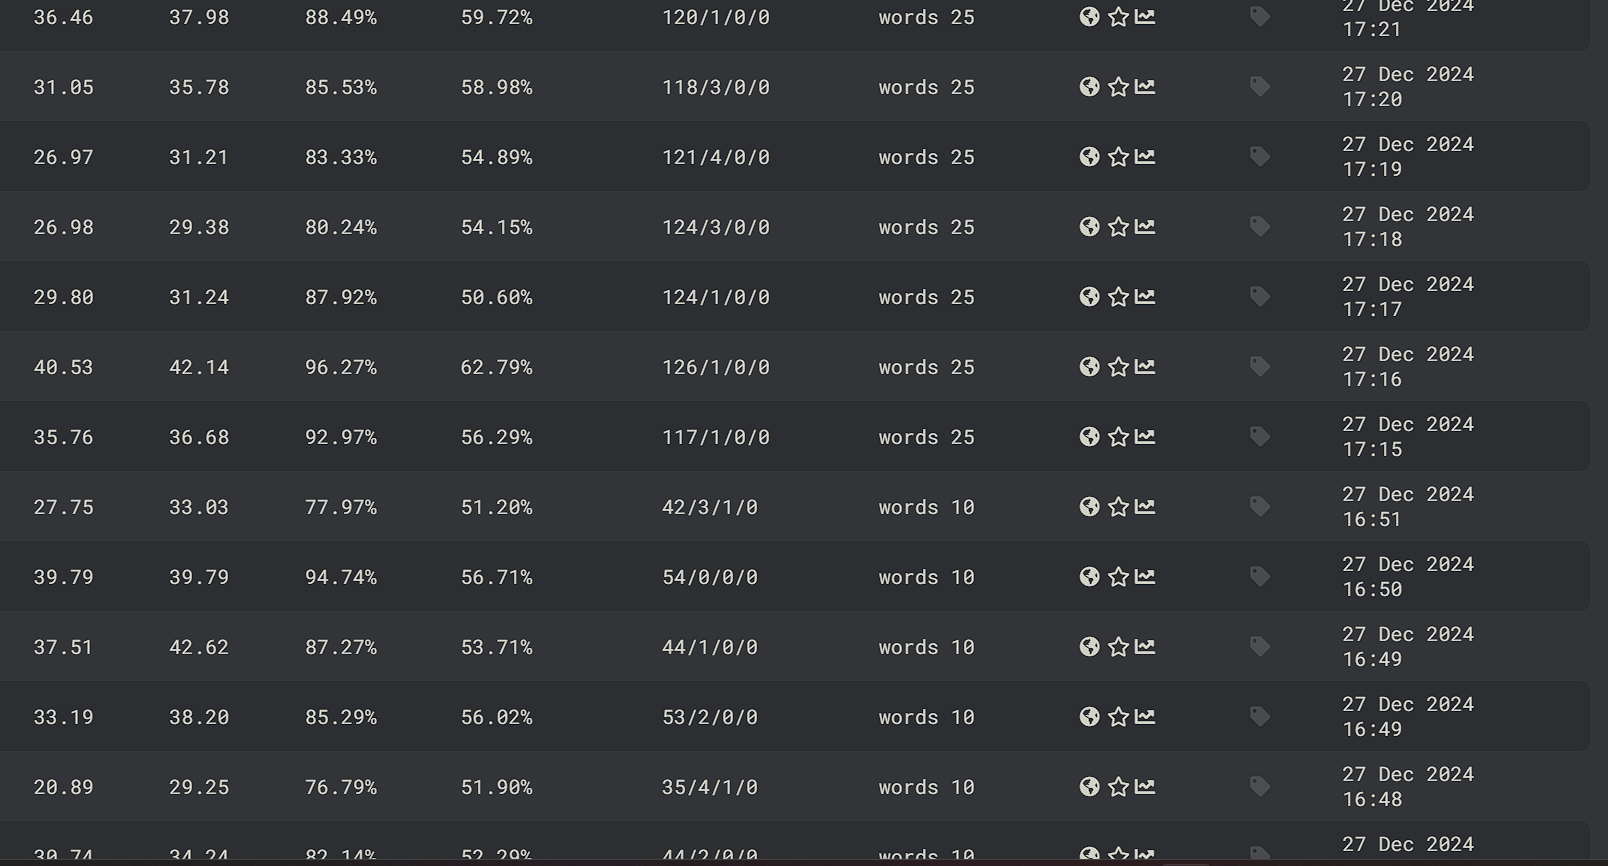 36.46 37.98 88.49% 59.72% 120/1/0/0 words 25 27 Dec 2024
17:21
31.05 35.78 85.53% 58.98% 118/3/0/0 words 25 27 Dec 2024
17:20
26.97 31.21 83.33% 54.89% 121/4/0/0 words 25 27 Dec 2024
17:19
26.98 29.38 80.24% 54.15% 124/3/0/0 words 25 27 Dec 2024
17:18
29.80 31.24 87.92% 50.60% 124/1/0/0 words 25 27 Dec 2024
17:17
40.53 42.14 96.27% 62.79% 126/1/0/0 words 25 27 Dec 2024
17:16
35.76 36.68 92.97% 56.29% 117/1/0/0 words 25 27 Dec 2024
17:15
27.75 33.03 77.97% 51.20% 42/3/1/0 words 10 27 Dec 2024
16:51
39.79 39.79 94.74% 56.71% 54/0/0/0 words 10 27 Dec 2024
16:50
37.51 42.62 87.27% 53.71% 44/1/0/0 words 10 27 Dec 2024
16:49
33.19 38.20 85.29% 56.02% 53/2/0/0 words 10 27 Dec 2024
16:49
20.89 29.25 76.79% 51.90% 35/4/1/0 words 10 27 Dec 2024
16:48
30.74 34.24 82.14% 52.29% 44/2/0/0 words 10 27 Dec 2024